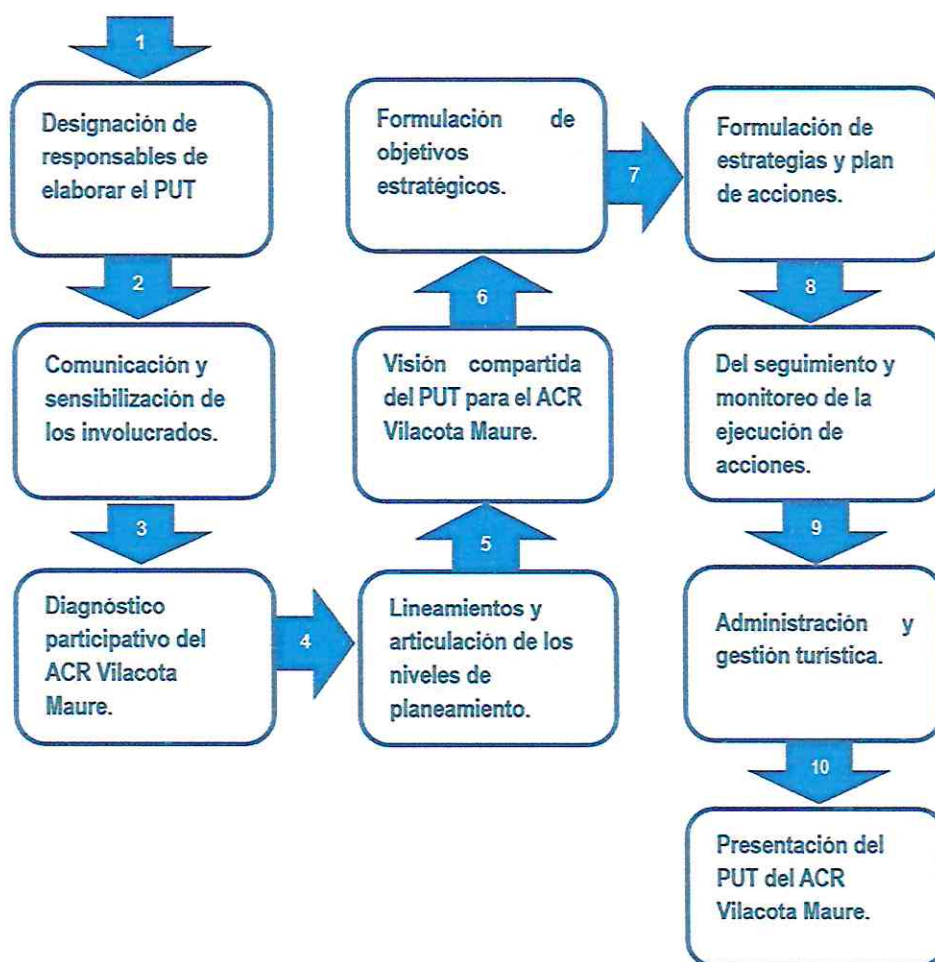 1
Designación de
responsables de
elaborar el PUT
2
Comunicación y
sensibilización de
los involucrados.
3
Diagnóstico
participativo del
ACR Vilacota
Maure.
4
Lineamientos y
articulación de los
niveles de
planeamiento.
5
Visión compartida
del PUT para el ACR
Vilacota Maure.
6
Formulación de
objetivos
estratégicos.
7
Formulación de
estrategias y plan
de acciones.
8
Del seguimiento y
monitoreo de la
ejecución de
acciones.
9
Administración y
gestión turística.
10
Presentación del
PUT del ACR
Vilacota Maure.